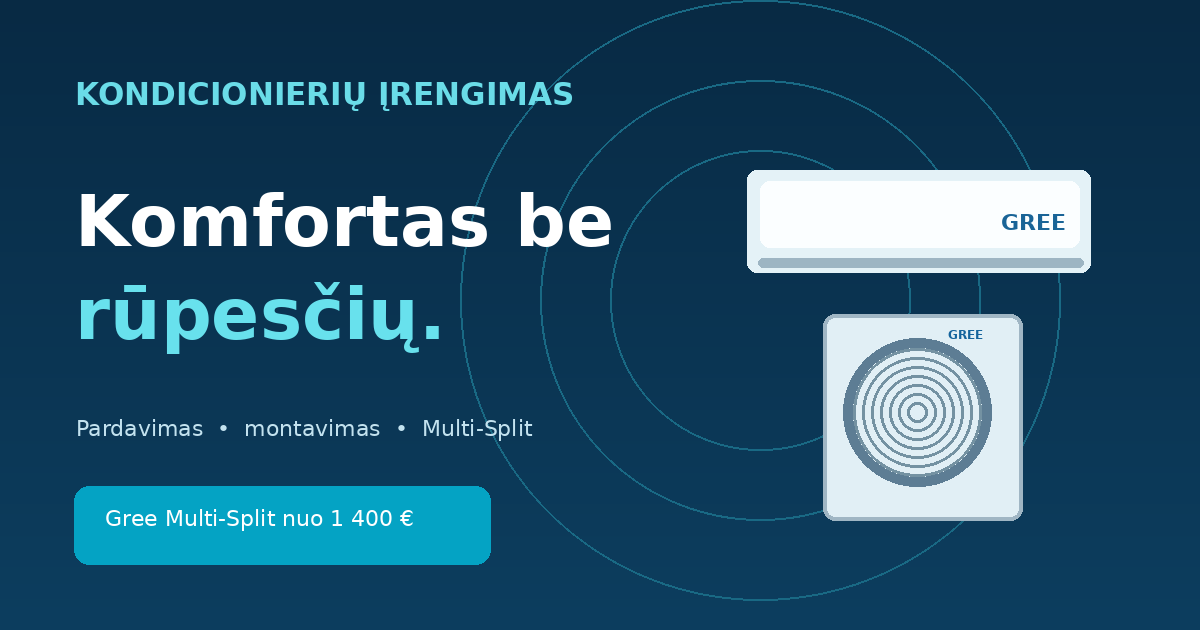 KONDICIONIERIŲ ĮRENGIMAS
Komfortas be
rūpesčių.
Pardavimas • montavimas • Multi-Split
Gree Multi-Split nuo 1 400 €
GREE
GREE